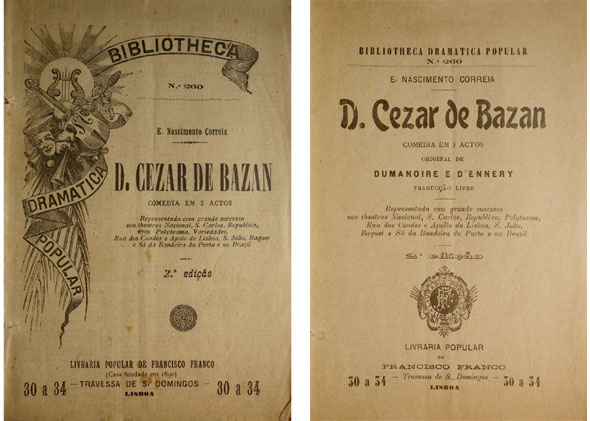 BIBLIOTHECA
DRAMATICA
POPULAR
N.º 260
E. Nascimento Correia
D. CEZAR DE BAZAN
COMEDIA EM 5 ACTOS
Representada com grande successo
nos theatros Nacional, S. Carlos, Republica,
Polyteama, Variedades,
Rua dos Condes e Apolo de Lisboa, S. João, Baquet
e Sá da Bandeira do Porto e no Brazil
2.ª edição
LIVRARIA POPULAR DE FRANCISCO FRANCO
(Casa fundada em 1890)
30 a 34 — TRAVESSA DE S. DOMINGOS — 30 a 34
LISBOA
BIBLIOTHECA DRAMATICA POPULAR
N.º 260
E. NASCIMENTO CORREIA
D. Cezar de Bazan
COMEDIA EM 5 ACTOS
ORIGINAL DE
DUMANOIRE E D'ENNERY
TRADUCÇÃO LIVRE
Representada com grande successo
nos theatros Nacional, S. Carlos, Republica, Polyteama,
Rua dos Condes e Apollo de Lisboa; S. João,
Baquet e Sá da Bandeira do Porto e no Brazil
2.ª edição
LIVRARIA POPULAR
DE
FRANCISCO FRANCO
30 a 34 — Travessa de S. Domingos — 30 a 34
LISBOA